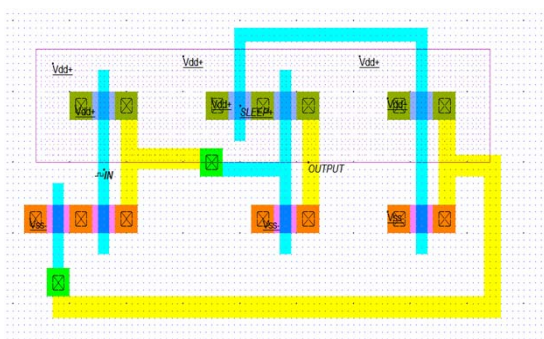 Vdd+
Vdd+
Vdd+
Vdd+
Vdd+
SLEEP+
Vdd+
IN
OUTPUT
Vss-
Vss-
Vss-